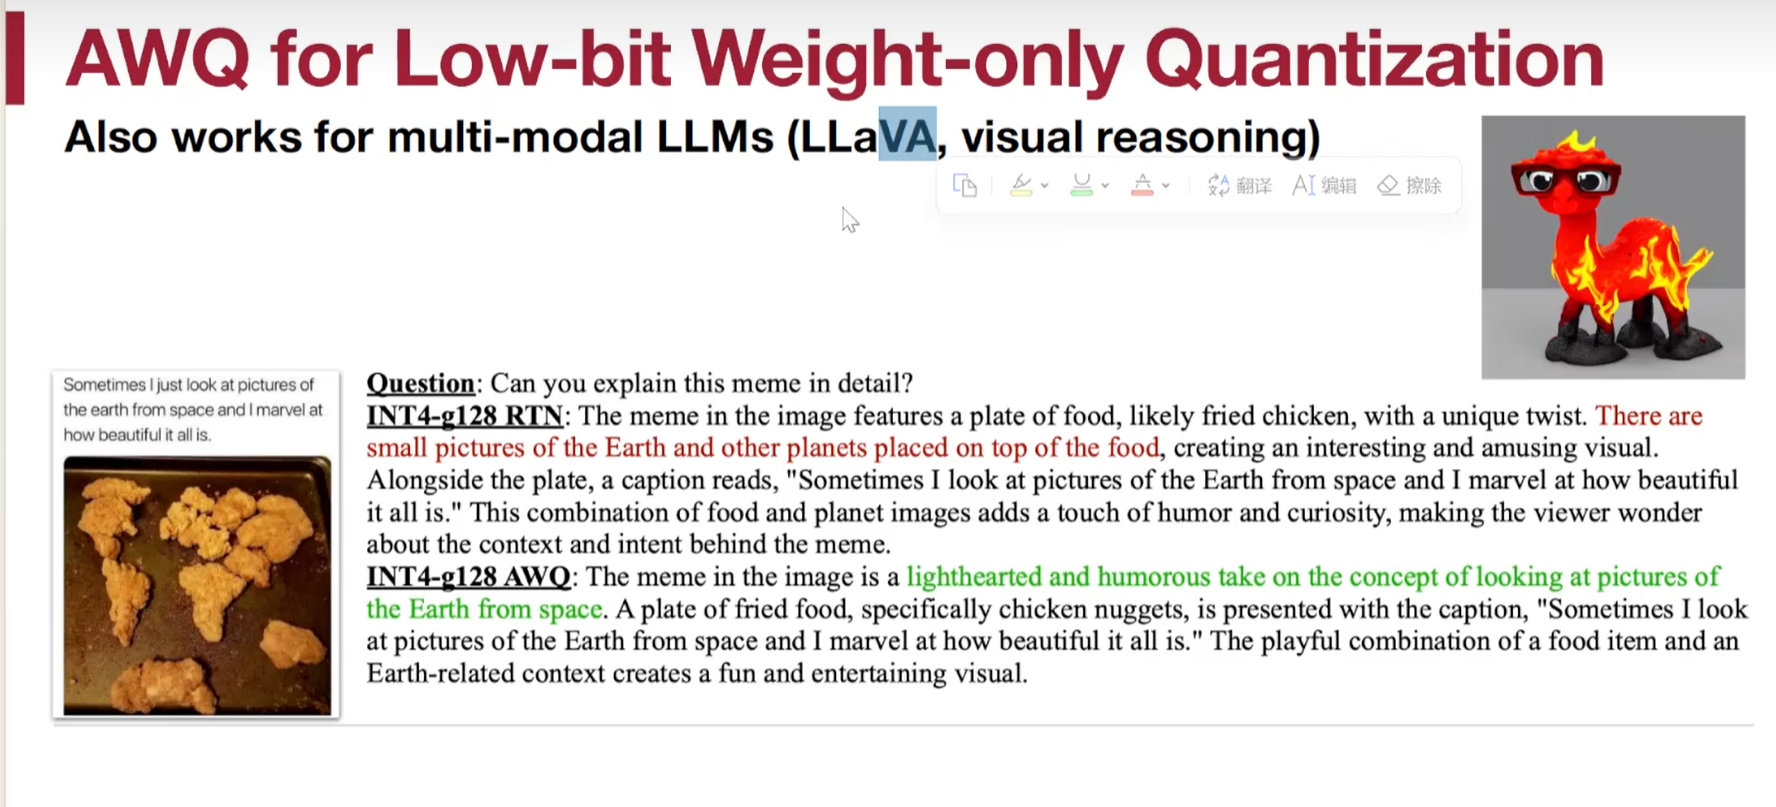 AWQ for Low-bit Weight-only Quantization
Also works for multi-modal LLMs (LLaVA, visual reasoning)
翻译 编辑 擦除
Sometimes I just look at pictures of
the earth from space and I marvel at
how beautiful it all is.
Question: Can you explain this meme in detail?
INT4-g128 RTN: The meme in the image features a plate of food, likely fried chicken, with a unique twist. There are
small pictures of the Earth and other planets placed on top of the food, creating an interesting and amusing visual.
Alongside the plate, a caption reads, "Sometimes I look at pictures of the Earth from space and I marvel at how beautiful
it all is." This combination of food and planet images adds a touch of humor and curiosity, making the viewer wonder
about the context and intent behind the meme.
INT4-g128 AWQ: The meme in the image is a lighthearted and humorous take on the concept of looking at pictures of
the Earth from space. A plate of fried food, specifically chicken nuggets, is presented with the caption, "Sometimes I look
at pictures of the Earth from space and I marvel at how beautiful it all is." The playful combination of a food item and an
Earth-related context creates a fun and entertaining visual.